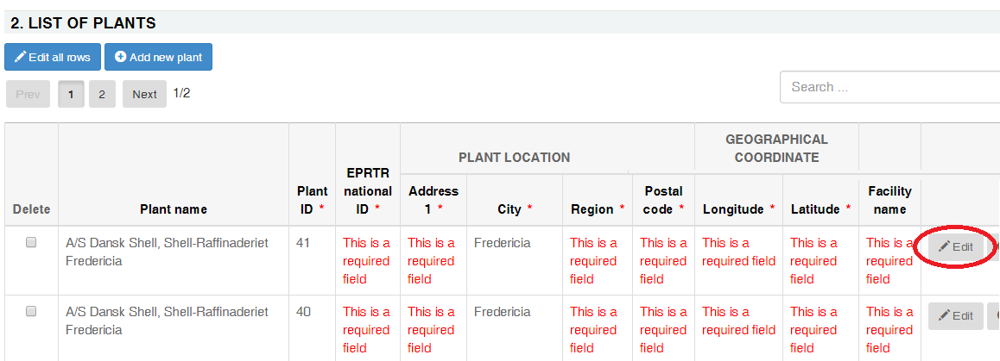 2. LIST OF PLANTS
Edit all rows Add new plant
Prev 1 2 Next 1/2
Search ...
GEOGRAPHICAL
PLANT LOCATION COORDINATE
EPRTR
Plant national Address Postal Facility
Delete Plant name ID * ID * 1 * City * Region * code * Longitude * Latitude * name
A/S Dansk Shell, Shell-Raffinaderiet 41 This is a This is a Fredericia This is a This is a This is a This is a This is a Edit
Fredericia required required required required required field required required
field field field field field field
A/S Dansk Shell, Shell-Raffinaderiet 40 This is a This is a Fredericia This is a This is a This is a This is a This is a Edit
Fredericia required required required required required field required required
field field field field field field